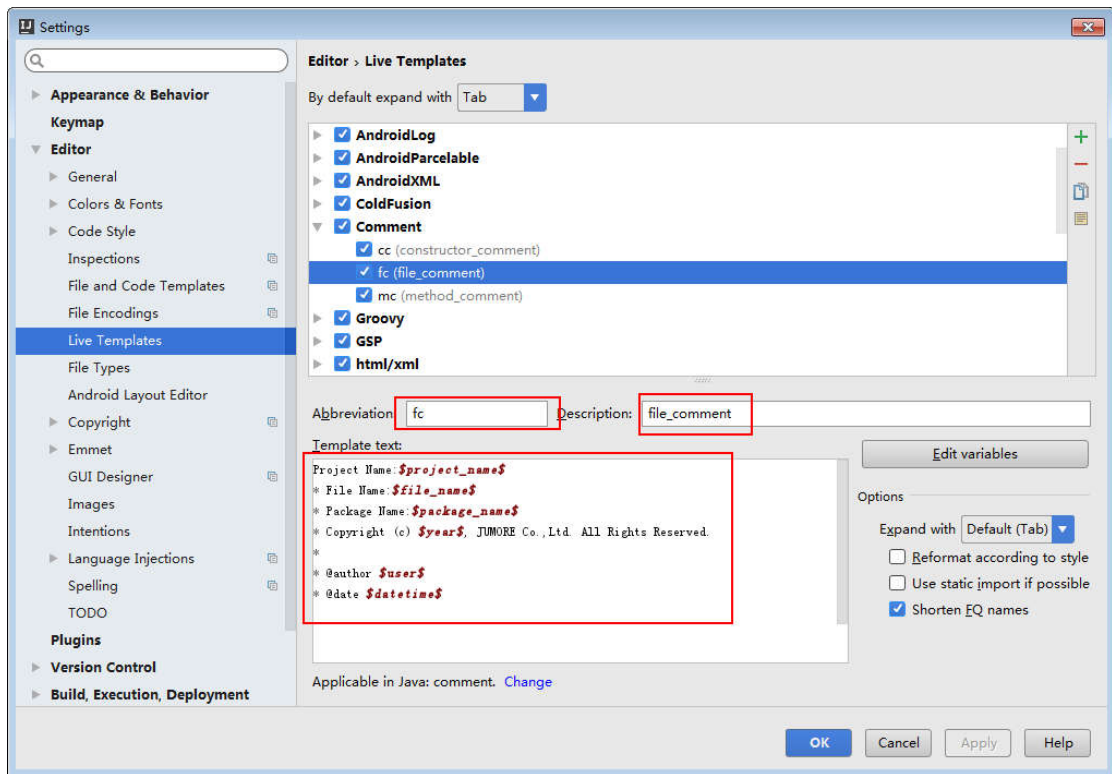 Settings
Editor › Live Templates
By default expand with Tab
Appearance & Behavior
Keymap
Editor
General
Colors & Fonts
Code Style
Inspections
File and Code Templates
File Encodings
Live Templates
File Types
Android Layout Editor
Copyright
Emmet
GUI Designer
Images
Intentions
Language Injections
Spelling
TODO
Plugins
Version Control
Build, Execution, Deployment
AndroidLog
AndroidParcelable
AndroidXML
ColdFusion
Comment
cc (constructor_comment)
fc (file_comment)
mc (method_comment)
Groovy
GSP
html/xml
Abbreviation fc Description: file_comment
Template text:
Project Name:$project_name$
* File Name:$file_name$
* Package Name:$package_name$
* Copyright (c) $year$, JUMORE Co.,Ltd. All Rights Reserved.
*
* @author $user$
* @date $datetime$
Edit variables
Options
Expand with Default (Tab)
Reformat according to style
Use static import if possible
Shorten FQ names
Applicable in Java: comment. Change
OK Cancel Apply Help